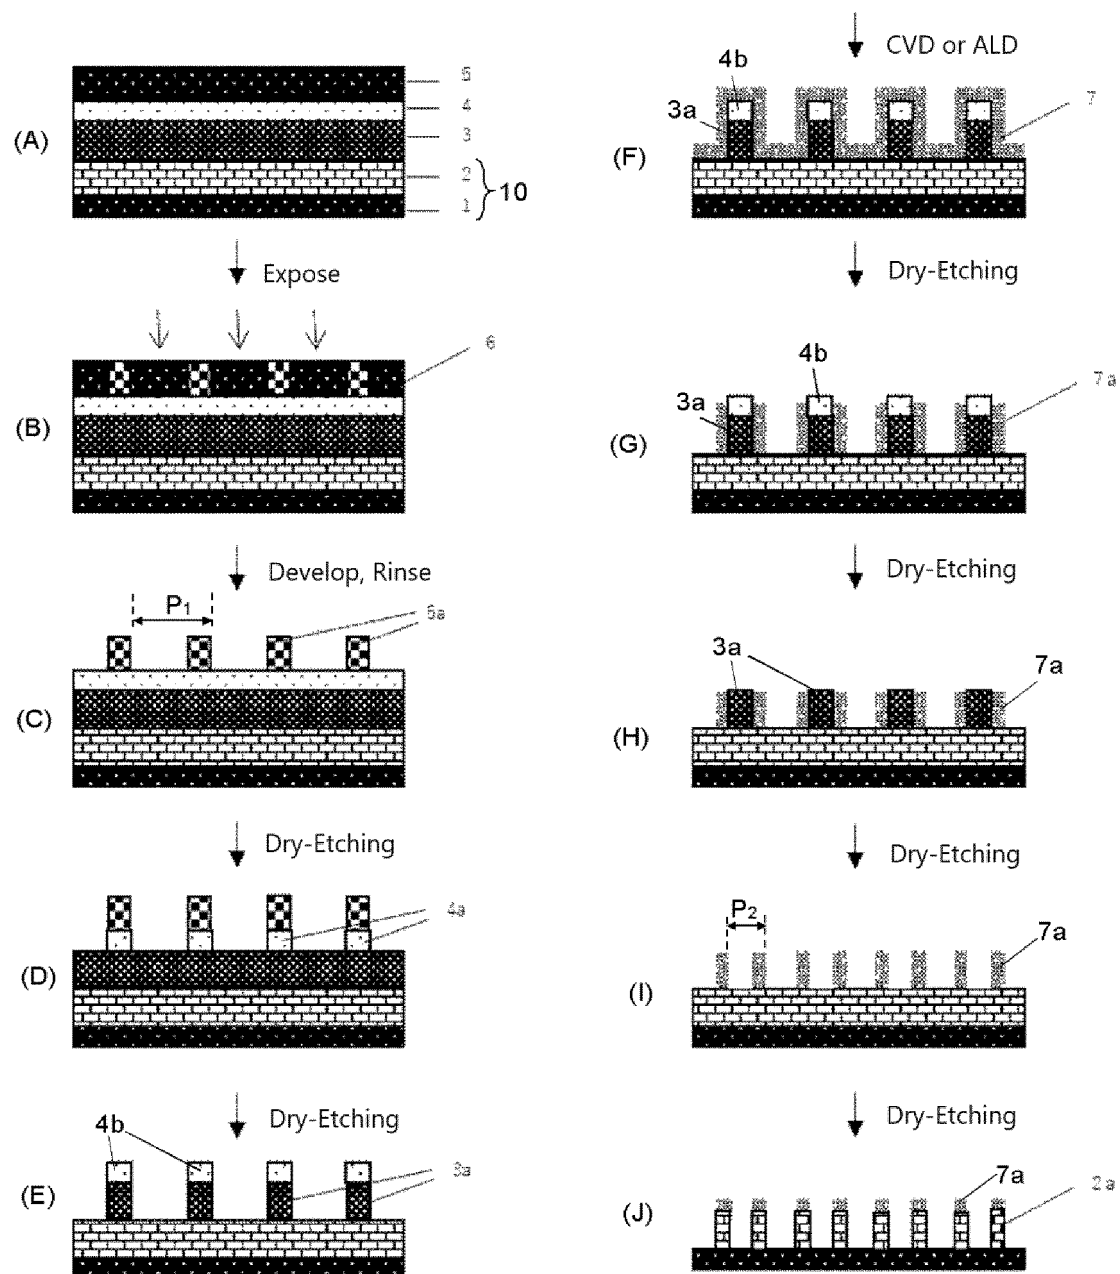 (A)
5
4
3
2
1
10
Expose
(B)
6
Develop, Rinse
P1
6a
(C)
Dry-Etching
4a
(D)
Dry-Etching
4b
3a
(E)
CVD or ALD
4b
3a
7
(F)
Dry-Etching
4b
3a
7a
(G)
Dry-Etching
3a
7a
(H)
Dry-Etching
P2
7a
(I)
Dry-Etching
7a
2a
(J)